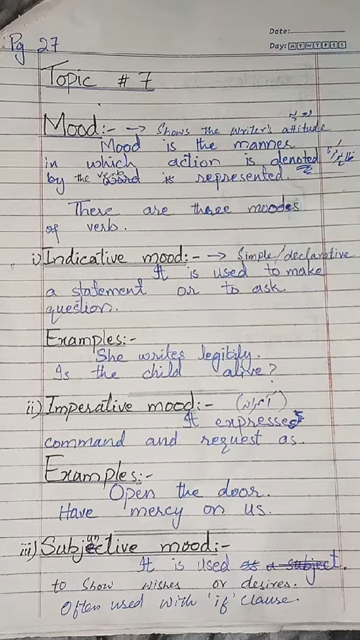 Pg 27
Date:
Day: M T W T F S S
Topic # 7
Mood:- → Shows the writer's attitude
Mood is the manner
in which action is denoted
by the verb is represented.
There are three moodes
of verb.
i) Indicative mood:- → Simple/declarative
It is used to make
a statement or to ask
question.
Examples:-
She writes legibily.
Is the child alive?
ii) Imperative mood:-
It expresses
command and request as.
Examples:-
Open the door.
Have mercy on us.
iii) Subjunctive mood:-
It is used as a subject.
to show wishes or desires.
Often used with 'if' clause.